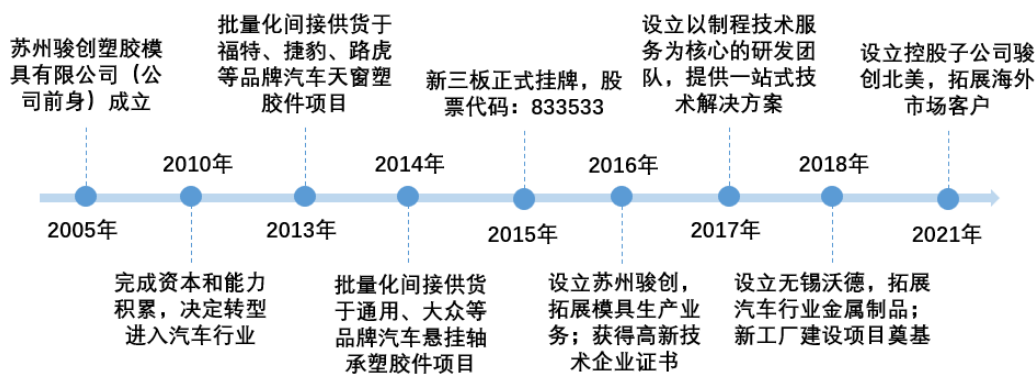 苏州骏创塑胶模
具有限公司（公
司前身）成立
2005年
2010年
完成资本和能力
积累，决定转型
进入汽车行业
批量化间接供货于
福特、捷豹、路虎
等品牌汽车天窗塑
胶件项目
2013年
2014年
批量化间接供货
于通用、大众等
品牌汽车悬挂轴
承塑胶件项目
新三板正式挂牌，股
票代码：833533
2015年
2016年
设立苏州骏创，
拓展模具生产业
务；获得高新技
术企业证书
设立以制程技术服
务为核心的研发团
队，提供一站式技
术解决方案
2017年
2018年
设立无锡沃德，拓展
汽车行业金属制品；
新工厂建设项目奠基
设立控股子公司骏
创北美，拓展海外
市场客户
2021年